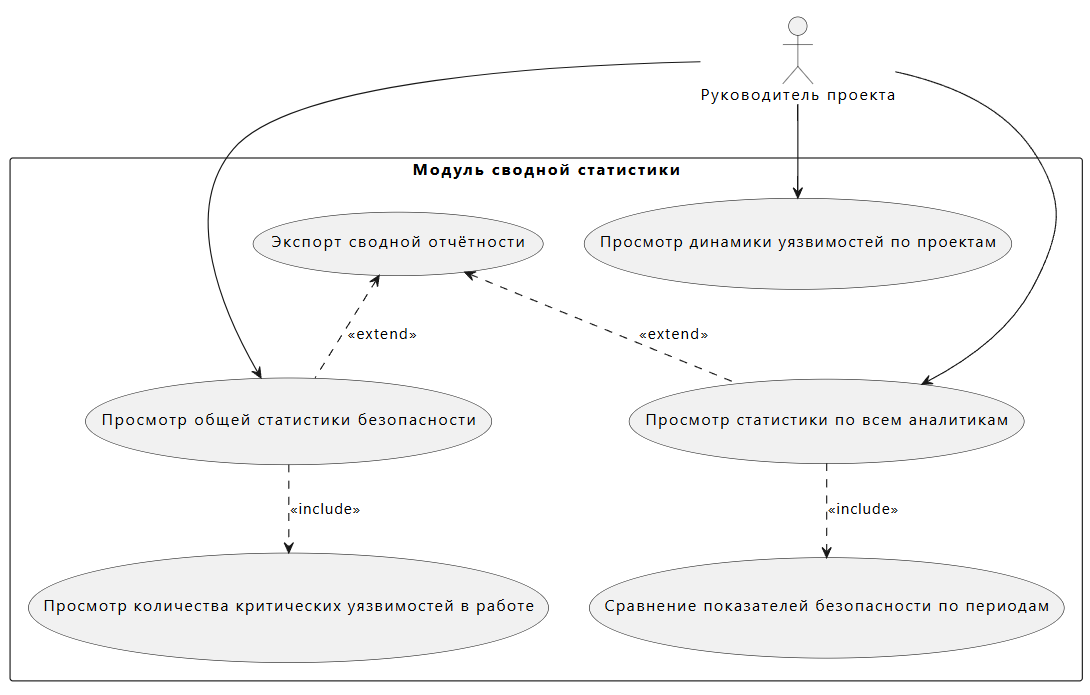 Руководитель проекта
Модуль сводной статистики
Экспорт сводной отчётности
Просмотр динамики уязвимостей по проектам
«extend»
«extend»
Просмотр общей статистики безопасности
Просмотр статистики по всем аналитикам
«include»
«include»
Просмотр количества критических уязвимостей в работе
Сравнение показателей безопасности по периодам